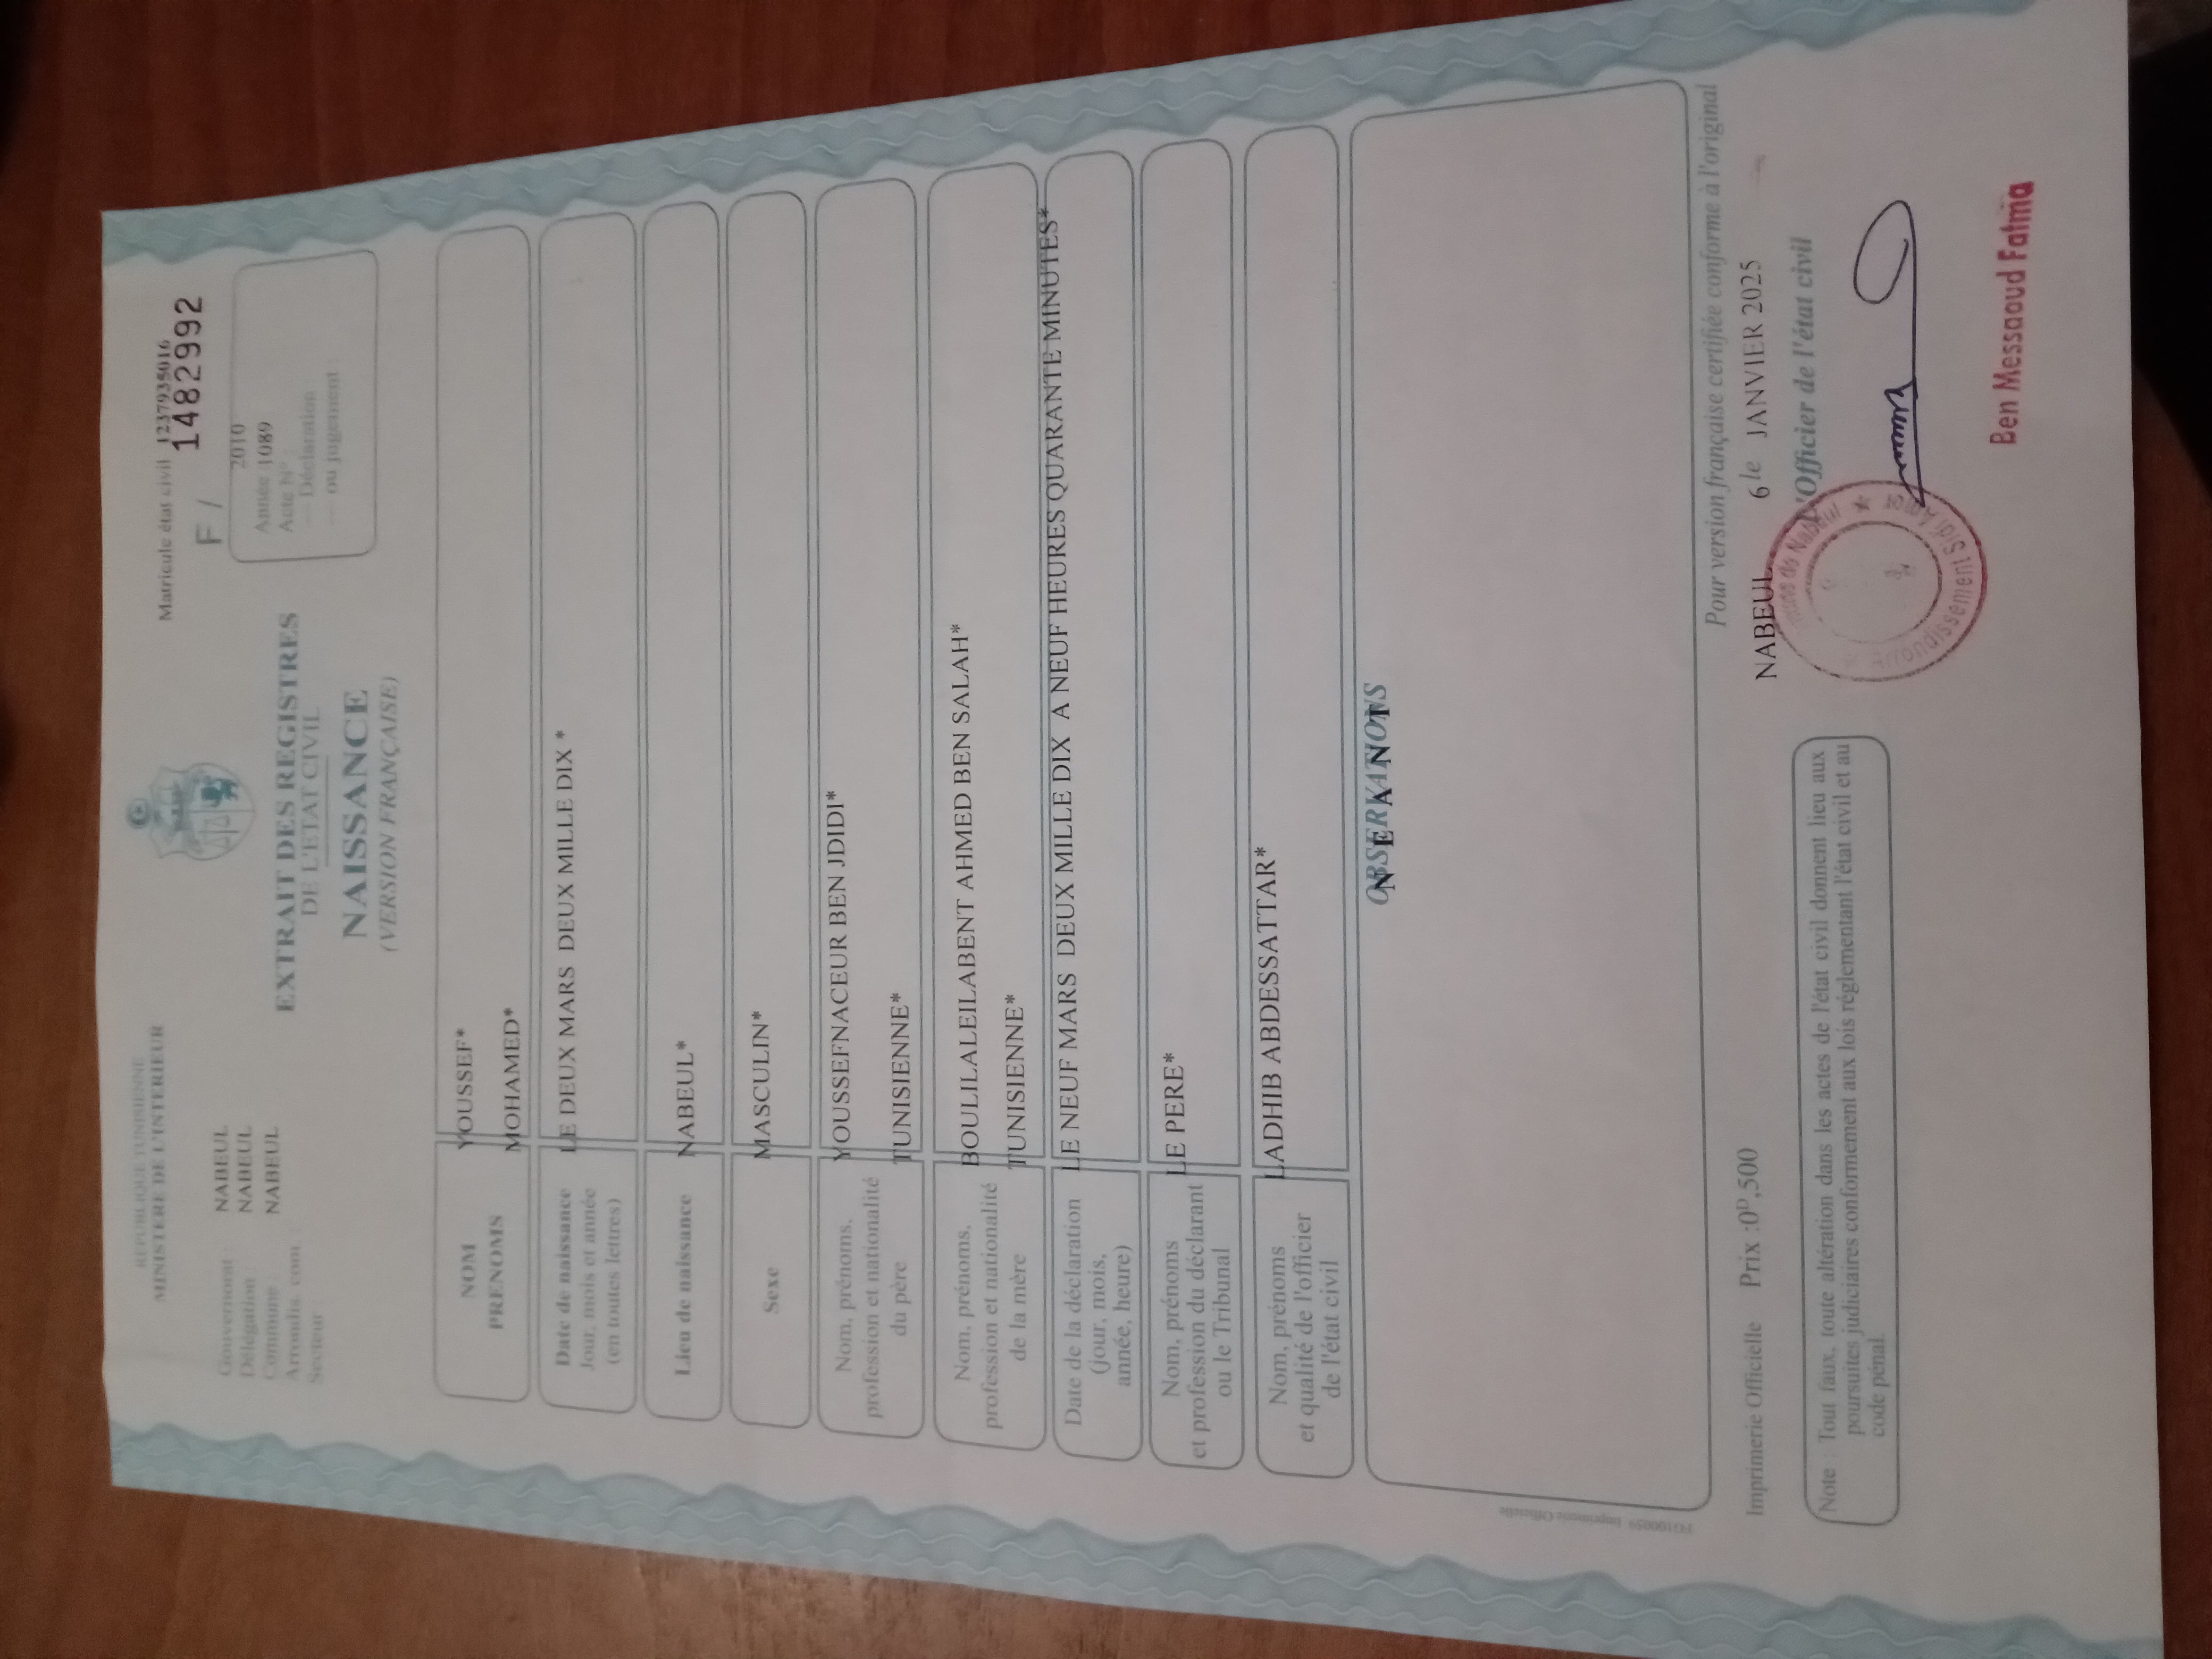 REPUBLIQUE TUNISIENNE
MINISTERE DE L'INTERIEUR
Matricule état civil 1237935016
F / 1482992
Gouvernorat : NABEUL
Délégation : NABEUL
Commune : NABEUL
Arrondis. com :
Secteur :
2010
Année 1089
Acte N° :
— Déclaration
— ou jugement :
EXTRAIT DES REGISTRES
DE L'ETAT CIVIL
NAISSANCE
(VERSION FRANÇAISE)
NOM YOUSSEF*
PRENOMS MOHAMED*
Date de naissance
Jour, mois et année
(en toutes lettres)
LE DEUX MARS DEUX MILLE DIX *
Lieu de naissance NABEUL*
Sexe MASCULIN*
Nom, prénoms,
profession et nationalité
du père
YOUSSEFNACEUR BEN JDIDI*
TUNISIENNE*
Nom, prénoms,
profession et nationalité
de la mère
BOULILALEILABENT AHMED BEN SALAH*
TUNISIENNE*
Date de la déclaration
(jour, mois,
année, heure)
LE NEUF MARS DEUX MILLE DIX A NEUF HEURES QUARANTE MINUTES*
Nom, prénoms
et profession du déclarant
ou le Tribunal
LE PERE*
Nom, prénoms
et qualité de l'officier
de l'état civil
LADHIB ABDESSATTAR*
OBSERVATIONS
N E A N T
Imprimerie Officielle
Pour version française certifiée conforme à l'original
Imprimerie Officielle Prix :0D,500
NABEUL 6 le JANVIER 2025
l'Officier de l'état civil
Note : Tout faux, toute altération dans les actes de l'état civil donnent lieu aux
poursuites judiciaires conformement aux lois réglementant l'état civil et au
code pénal.
de Nabeul
Arrondissement Sidi Amor
Ben Messaoud Fatma